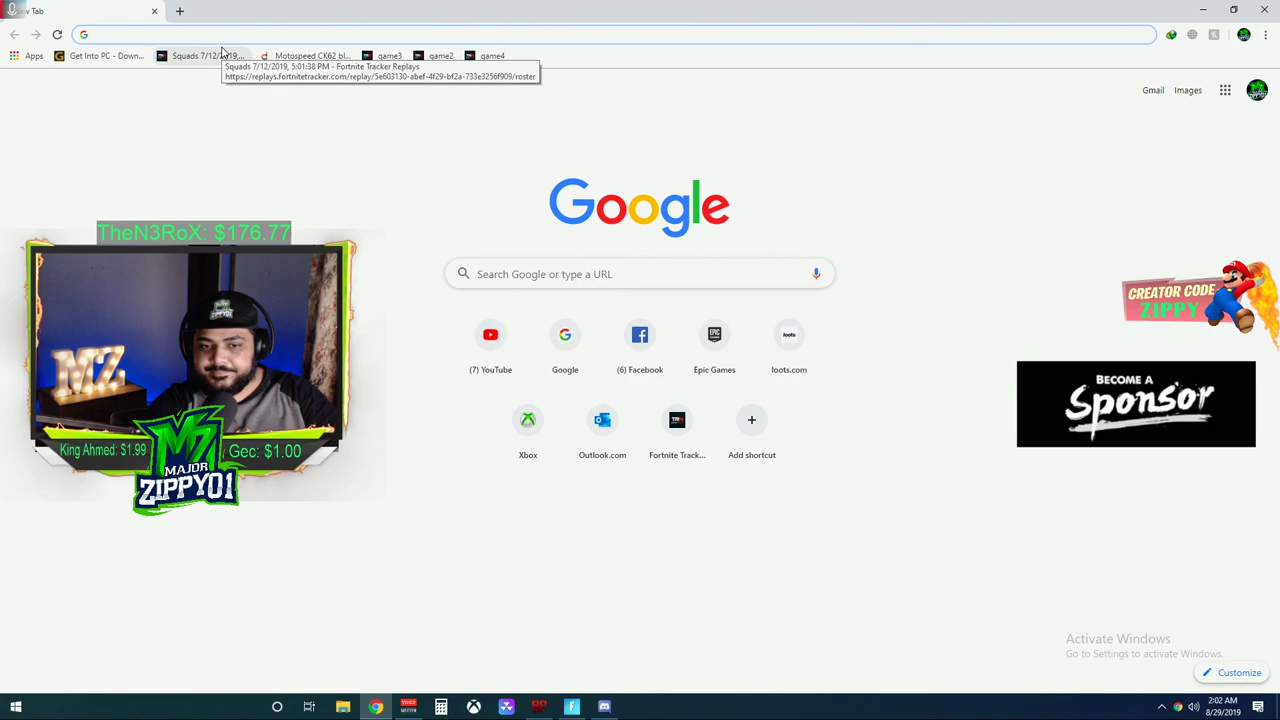 New Tab
Apps
Get Into PC - Down...
Squads 7/12/2019,...
Motospeed CK62 bl...
game3
game2
game4
Squads 7/12/2019, 5:01:38 PM - Fortnite Tracker Replays
https://replays.fortnitetracker.com/replay/5e603130-abef-4f29-bf2a-733e3256f909/roster
Gmail
Images
Google
TheN3RoX: $176.77
Search Google or type a URL
CREATOR CODE
ZIPPY
(7) YouTube
Google
(6) Facebook
Epic Games
loots
loots.com
MZ
BECOME A
Sponsor
Xbox
Outlook.com
Fortnite Track...
Add shortcut
King Ahmed: $1.99
Gec: $1.00
MAJOR
ZIPPY01
Activate Windows
Go to Settings to activate Windows.
Customize
2:02 AM
8/29/2019